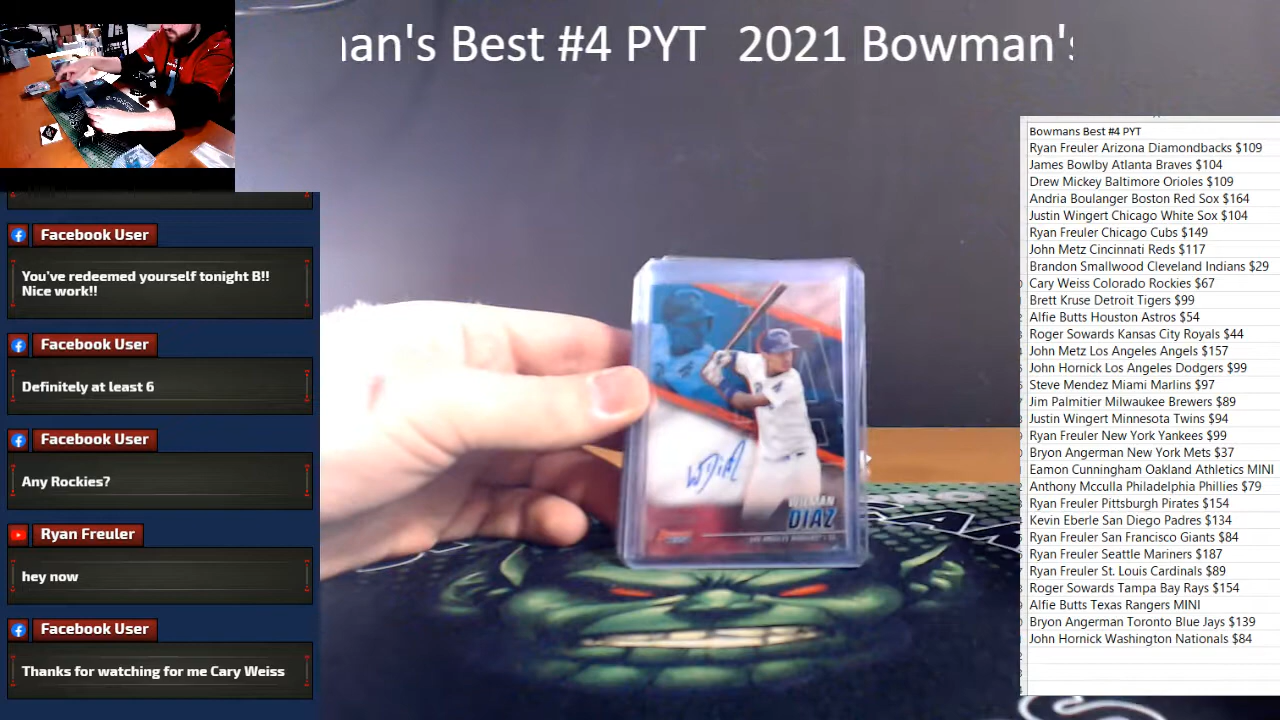 an's Best #4 PYT 2021 Bowman's
Facebook User
You've redeemed yourself tonight B!!
Nice work!!
Facebook User
Definitely at least 6
Facebook User
Any Rockies?
Ryan Freuler
hey now
Facebook User
Thanks for watching for me Cary Weiss
WILMAN
DIAZ
Bowmans Best #4 PYT
Ryan Freuler Arizona Diamondbacks $109
James Bowlby Atlanta Braves $104
Drew Mickey Baltimore Orioles $109
Andria Boulanger Boston Red Sox $164
Justin Wingert Chicago White Sox $104
Ryan Freuler Chicago Cubs $149
John Metz Cincinnati Reds $117
Brandon Smallwood Cleveland Indians $29
Cary Weiss Colorado Rockies $67
Brett Kruse Detroit Tigers $99
Alfie Butts Houston Astros $54
Roger Sowards Kansas City Royals $44
John Metz Los Angeles Angels $157
John Hornick Los Angeles Dodgers $99
Steve Mendez Miami Marlins $97
Jim Palmitier Milwaukee Brewers $89
Justin Wingert Minnesota Twins $94
Ryan Freuler New York Yankees $99
Bryon Angerman New York Mets $37
Eamon Cunningham Oakland Athletics MINI
Anthony Mcculla Philadelphia Phillies $79
Ryan Freuler Pittsburgh Pirates $154
Kevin Eberle San Diego Padres $134
Ryan Freuler San Francisco Giants $84
Ryan Freuler Seattle Mariners $187
Ryan Freuler St. Louis Cardinals $89
Roger Sowards Tampa Bay Rays $154
Alfie Butts Texas Rangers MINI
Bryon Angerman Toronto Blue Jays $139
John Hornick Washington Nationals $84